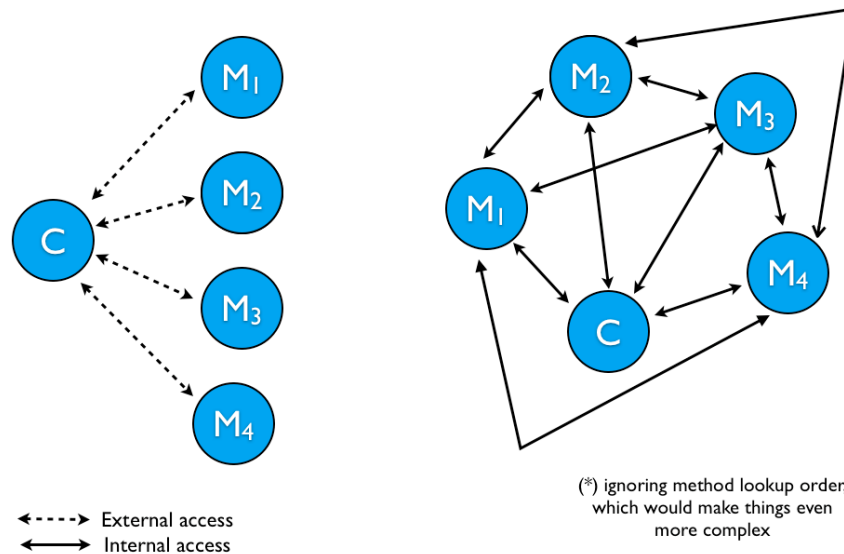 M1
M2
C
M3
M4
M2
M3
M1
M4
C
(*) ignoring method lookup order,
which would make things even
more complex
External access
Internal access